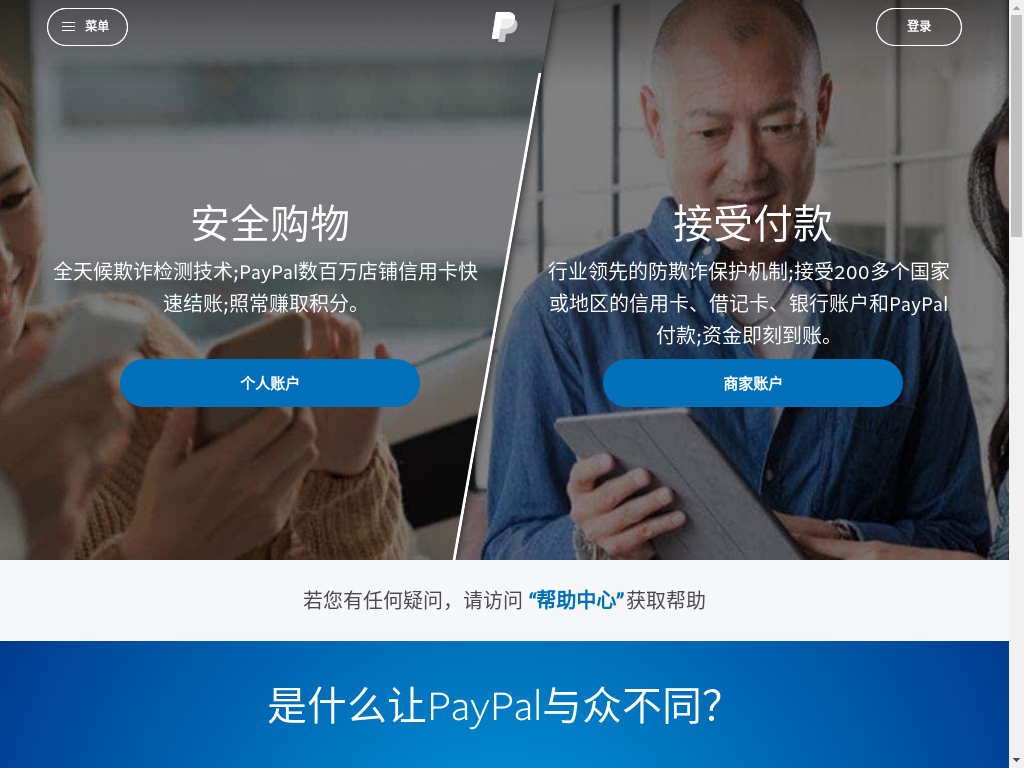 菜单
登录
安全购物
全天候欺诈检测技术;PayPal数百万店铺信用卡快
速结账;照常赚取积分。
个人账户
接受付款
行业领先的防欺诈保护机制;接受200多个国家
或地区的信用卡、借记卡、银行账户和PayPal
付款;资金即刻到账。
商家账户
若您有任何疑问，请访问 “帮助中心”获取帮助
是什么让PayPal与众不同?